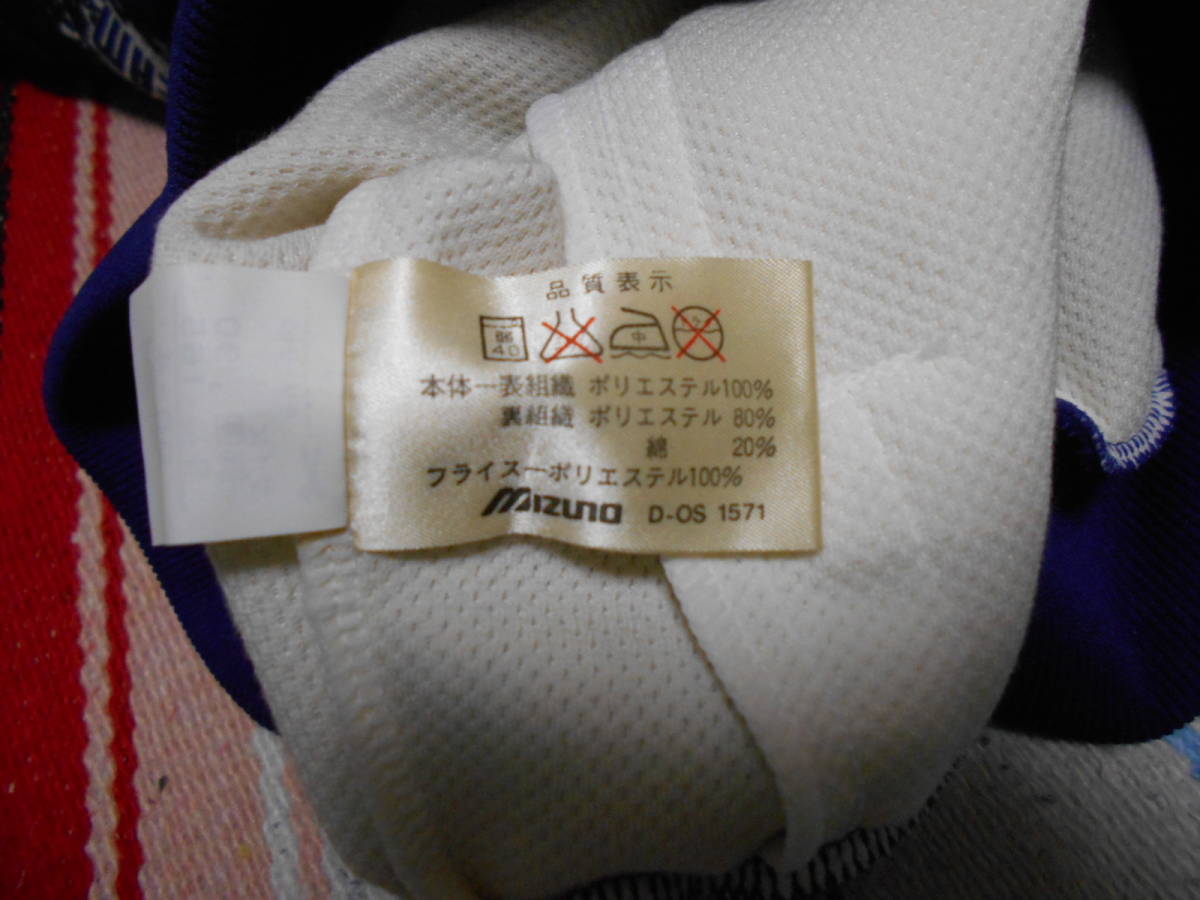 品質表示
40 中
本体一表組織 ポリエステル100%
裏組織 ポリエステル 80%
綿 20%
フライス一ポリエステル100%
MIZUNO D-OS 1571